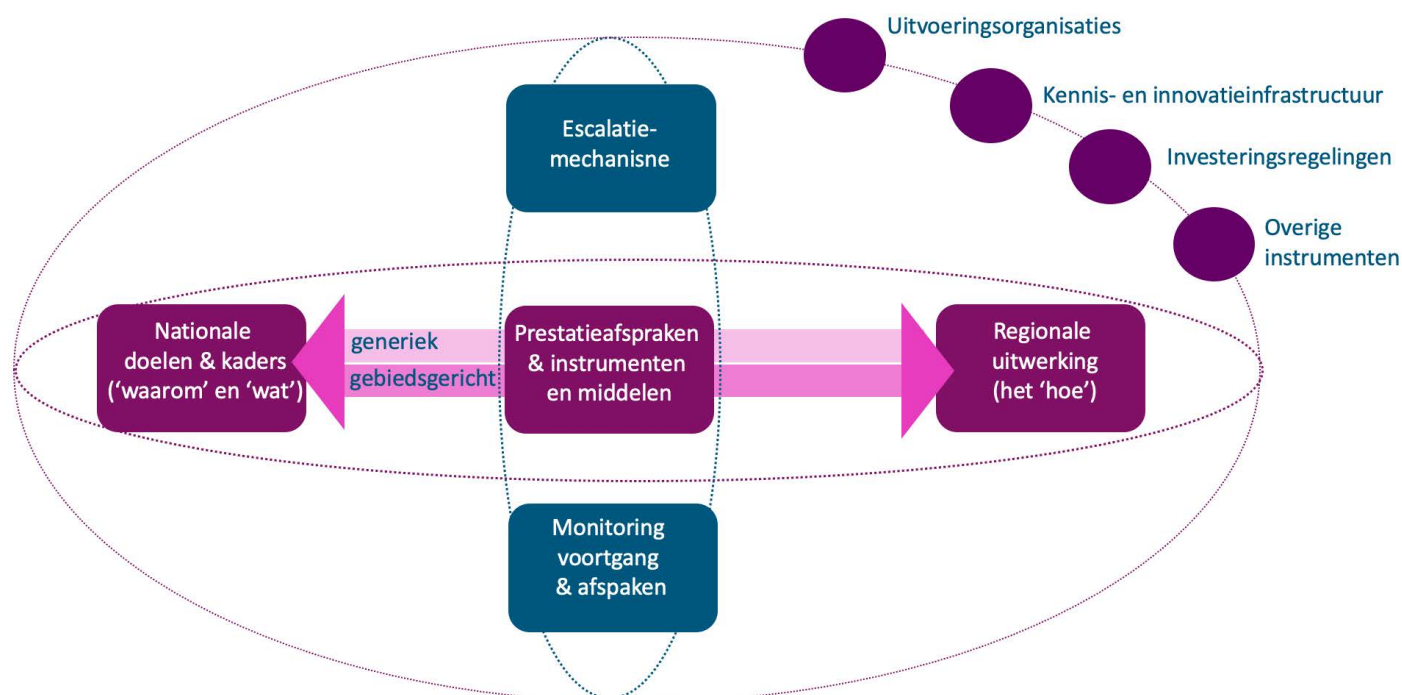 Uitvoeringsorganisaties
Kennis- en innovatieinfrastructuur
Investeringsregelingen
Overige
instrumenten
Escalatie-
mechanisne
Nationale
doelen & kaders
(‘waarom’ en ‘wat’)
generiek
gebiedsgericht
Prestatieafspraken
& instrumenten
en middelen
Regionale
uitwerking
(het ‘hoe’)
Monitoring
voortgang
& afspaken